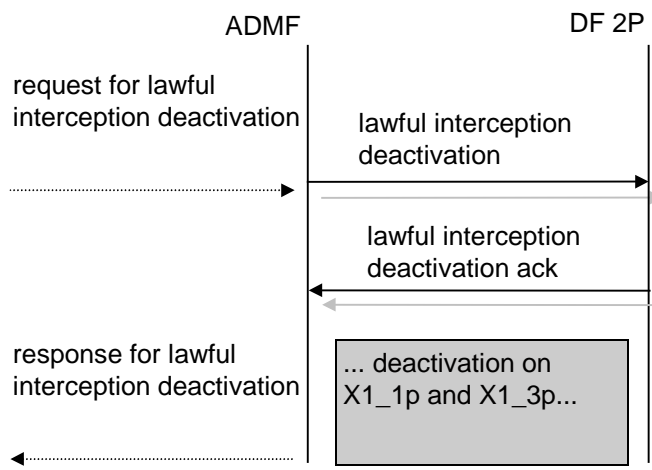 ADMF
DF 2P
request for lawful
interception deactivation
lawful interception
deactivation
lawful interception
deactivation ack
response for lawful
interception deactivation
... deactivation on
X1_1p and X1_3p...